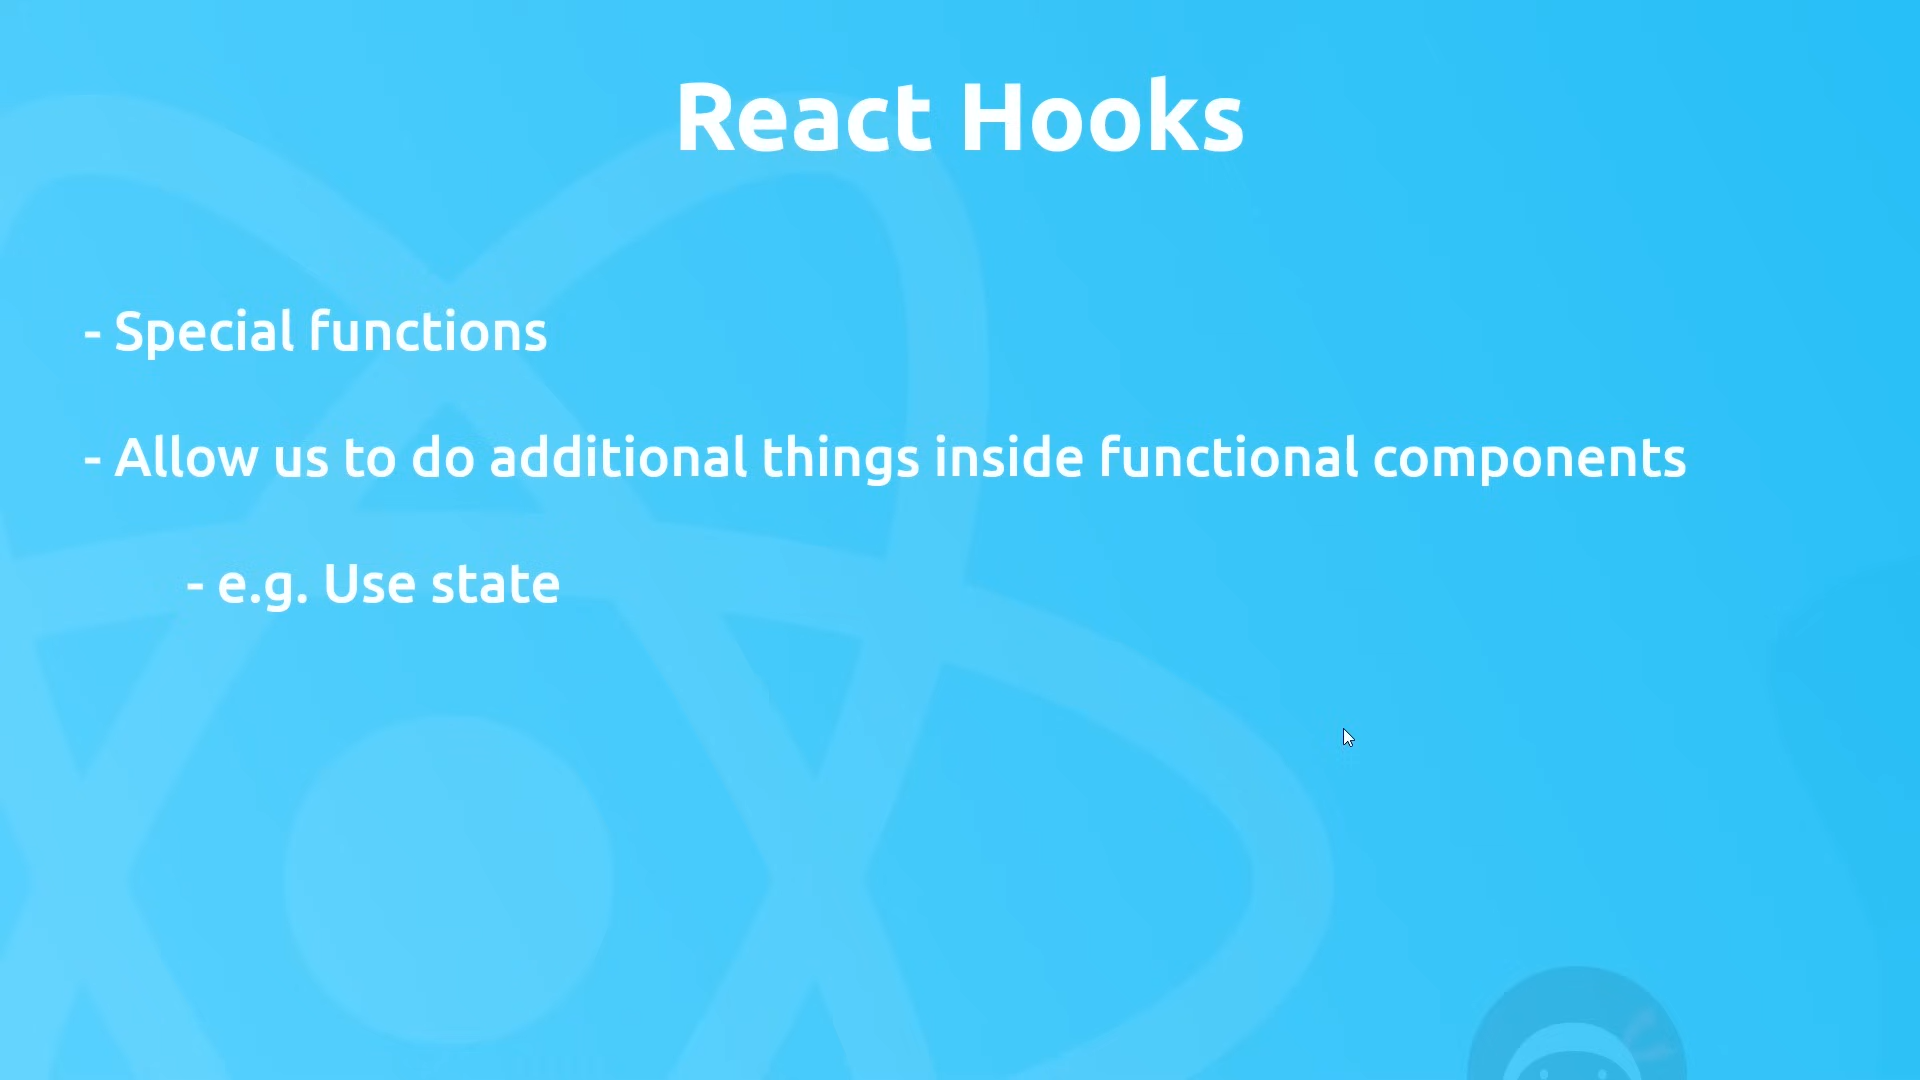 React Hooks
- Special functions
- Allow us to do additional things inside functional components
- e.g. Use state